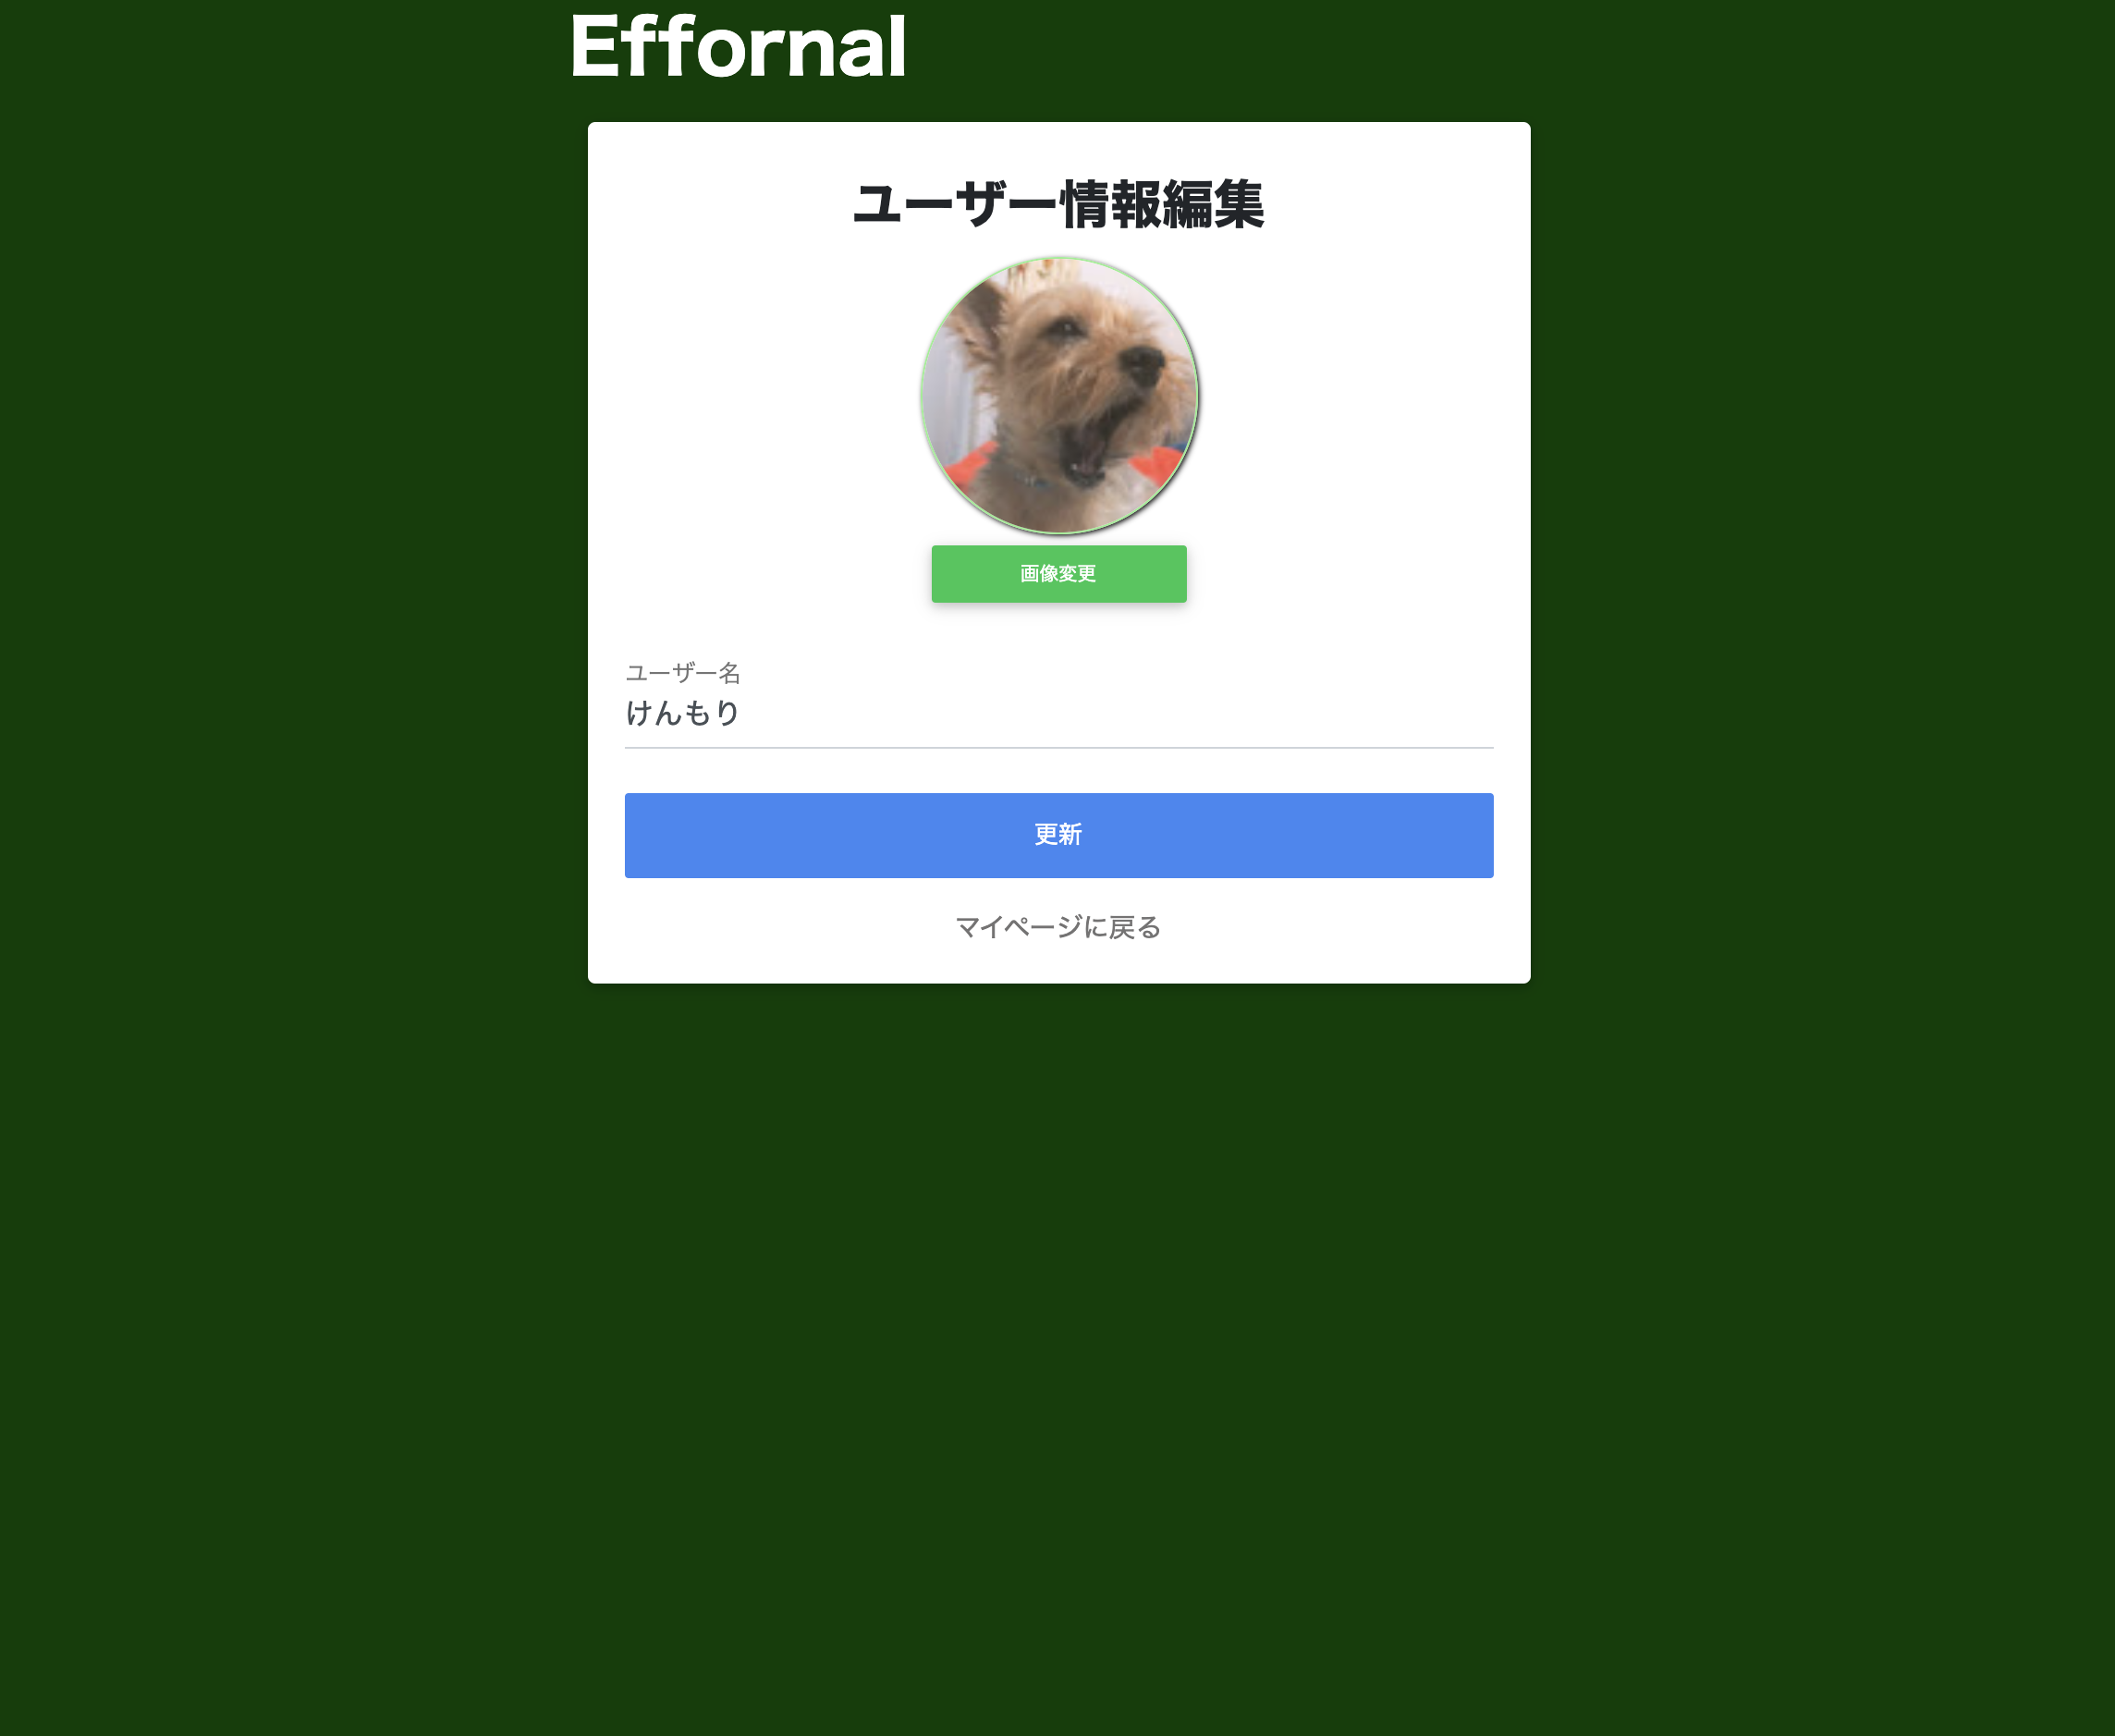 Effornal
ユーザー情報編集
画像変更
ユーザー名
けんもり
更新
マイページに戻る